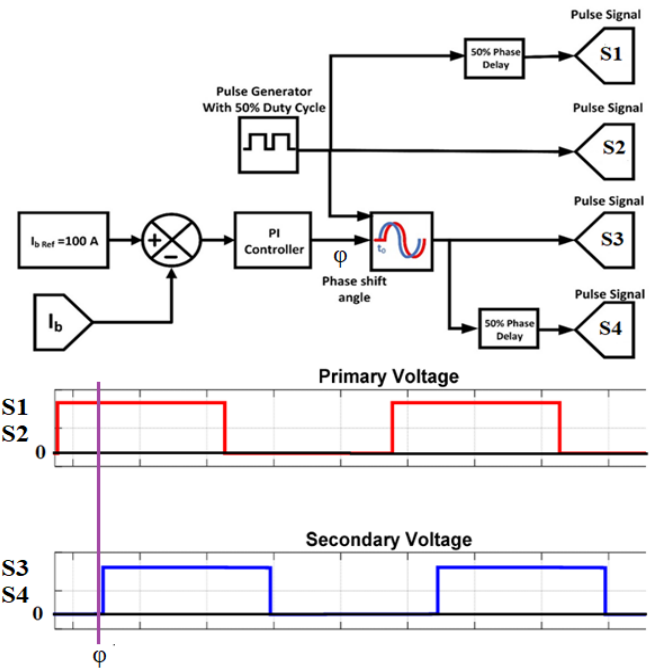 Pulse Signal
50% Phase
Delay
S1
Pulse Generator
With 50% Duty Cycle
Pulse Signal
S2
Pulse Signal
I b Ref =100 A
+
−
PI
Controller
φ
t₀
S3
Phase shift
angle
Pulse Signal
Ib
50% Phase
Delay
S4
Primary Voltage
S1
S2
0
Secondary Voltage
S3
S4
0
φ